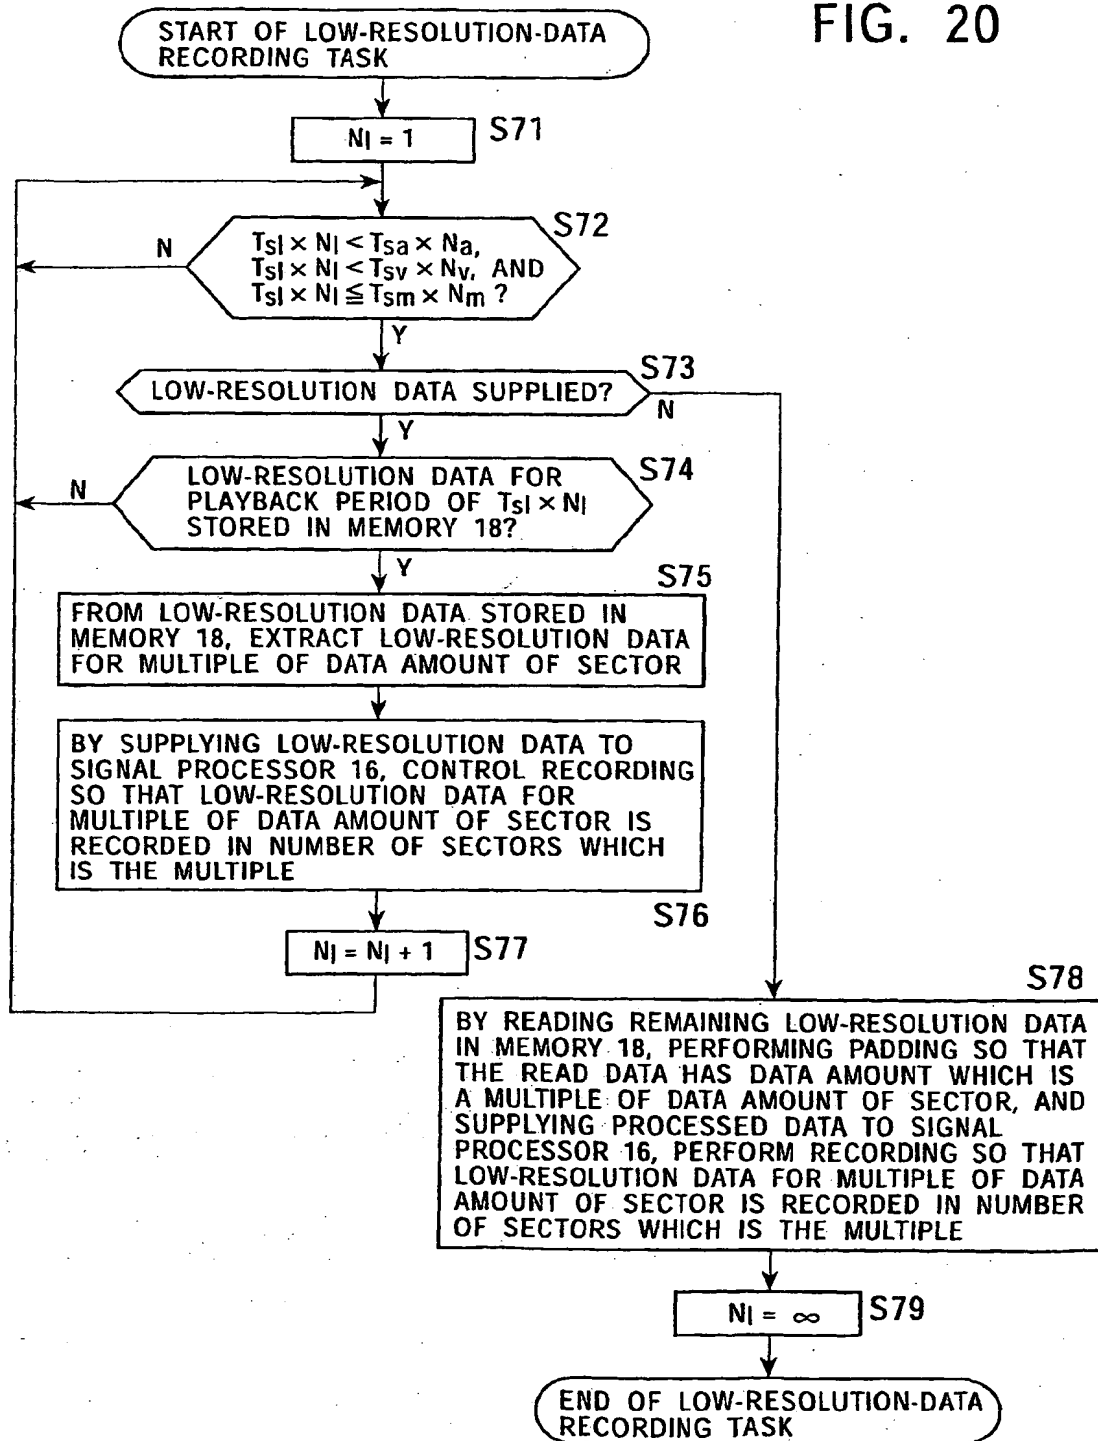 FIG. 20
START OF LOW-RESOLUTION-DATA
RECORDING TASK
Nl = 1
S71
S72
Tsl × Nl < Tsa × Na,
Tsl × Nl < Tsv × Nv, AND
Tsl × Nl ≦ Tsm × Nm ?
N
Y
S73
LOW-RESOLUTION DATA SUPPLIED?
N
Y
S74
LOW-RESOLUTION DATA FOR
PLAYBACK PERIOD OF Tsl × Nl
STORED IN MEMORY 18?
N
Y
S75
FROM LOW-RESOLUTION DATA STORED IN
MEMORY 18, EXTRACT LOW-RESOLUTION DATA
FOR MULTIPLE OF DATA AMOUNT OF SECTOR
BY SUPPLYING LOW-RESOLUTION DATA TO
SIGNAL PROCESSOR 16, CONTROL RECORDING
SO THAT LOW-RESOLUTION DATA FOR
MULTIPLE OF DATA AMOUNT OF SECTOR IS
RECORDED IN NUMBER OF SECTORS WHICH
IS THE MULTIPLE
S76
Nl = Nl + 1
S77
S78
BY READING REMAINING LOW-RESOLUTION DATA
IN MEMORY 18, PERFORMING PADDING SO THAT
THE READ DATA HAS DATA AMOUNT WHICH IS
A MULTIPLE OF DATA AMOUNT OF SECTOR, AND
SUPPLYING PROCESSED DATA TO SIGNAL
PROCESSOR 16, PERFORM RECORDING SO THAT
LOW-RESOLUTION DATA FOR MULTIPLE OF DATA
AMOUNT OF SECTOR IS RECORDED IN NUMBER
OF SECTORS WHICH IS THE MULTIPLE
Nl = ∞
S79
END OF LOW-RESOLUTION-DATA
RECORDING TASK